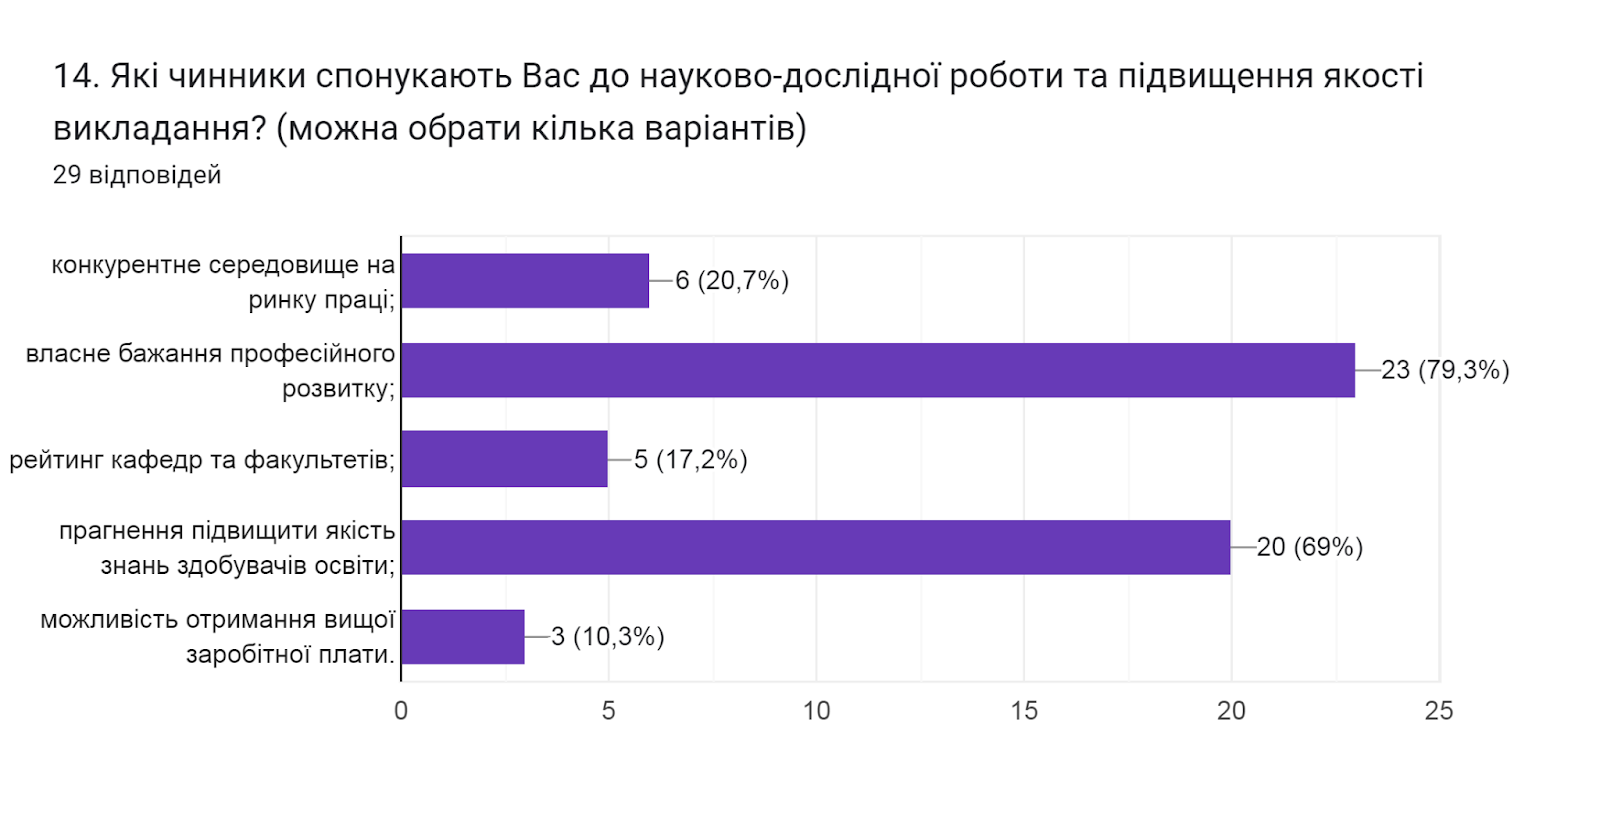 14. Які чинники спонукають Вас до науково-дослідної роботи та підвищення якості
викладання? (можна обрати кілька варіантів)
29 відповідей
конкурентне середовище на
ринку праці;
6 (20,7%)
власне бажання професійного
розвитку;
23 (79,3%)
рейтинг кафедр та факультетів;
5 (17,2%)
прагнення підвищити якість
знань здобувачів освіти;
20 (69%)
можливість отримання вищої
заробітної плати.
3 (10,3%)
0 5 10 15 20 25